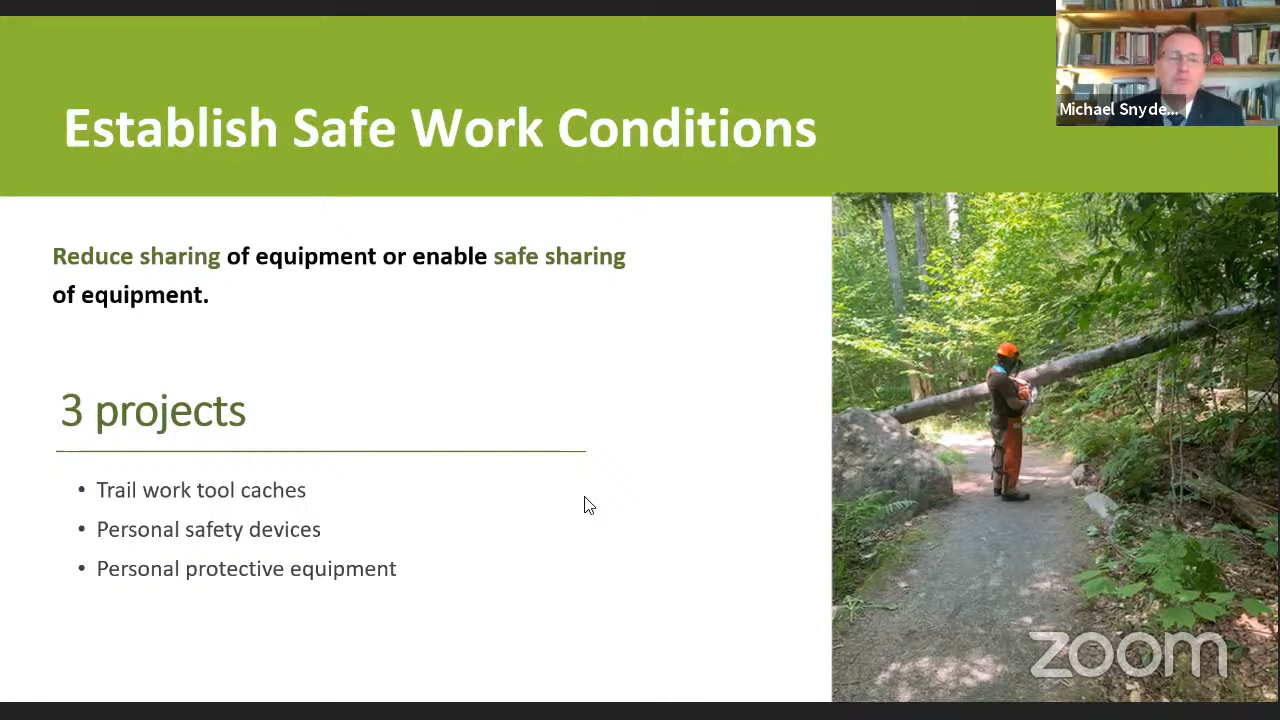 Establish Safe Work Conditions
Michael Snyde...
Reduce sharing of equipment or enable safe sharing
of equipment.
3 projects
• Trail work tool caches
• Personal safety devices
• Personal protective equipment
zoom